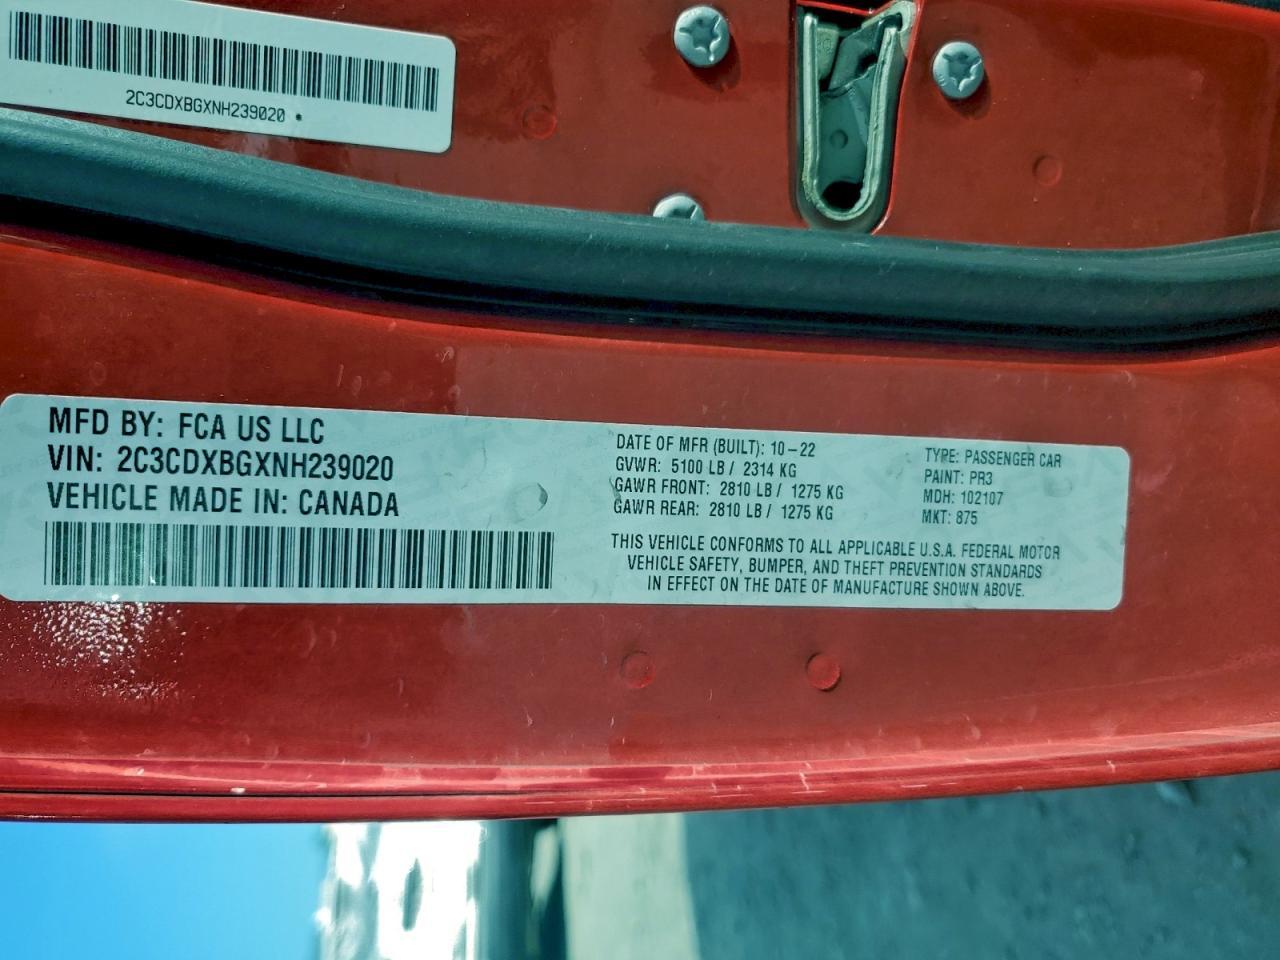 2C3CDXBGXNH239020 •
MFD BY: FCA US LLC
VIN: 2C3CDXBGXNH239020
VEHICLE MADE IN: CANADA
DATE OF MFR (BUILT): 10-22
GVWR: 5100 LB / 2314 KG
GAWR FRONT: 2810 LB / 1275 KG
GAWR REAR: 2810 LB / 1275 KG
TYPE: PASSENGER CAR
PAINT: PR3
MDH: 102107
MKT: 875
THIS VEHICLE CONFORMS TO ALL APPLICABLE U.S.A. FEDERAL MOTOR
VEHICLE SAFETY, BUMPER, AND THEFT PREVENTION STANDARDS
IN EFFECT ON THE DATE OF MANUFACTURE SHOWN ABOVE.